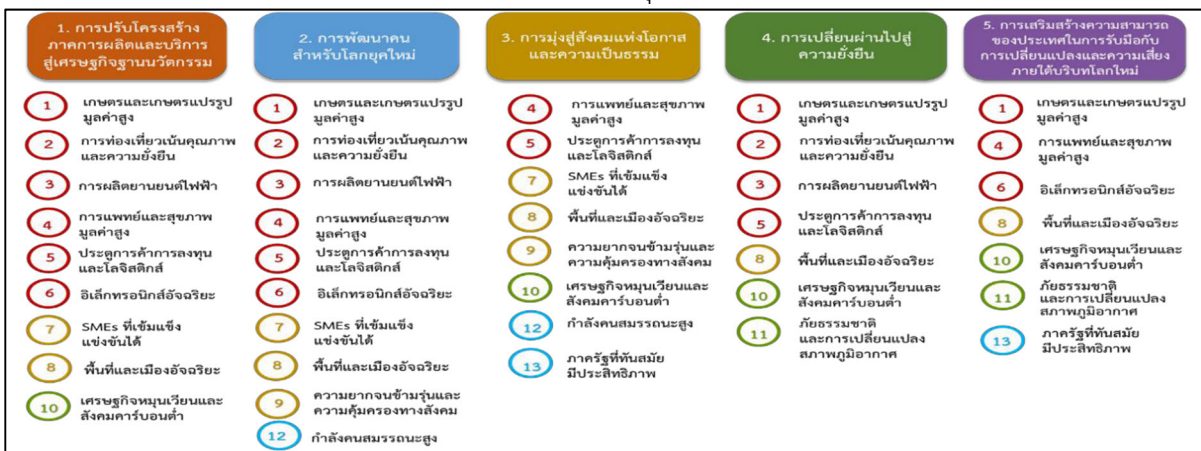 1. การปรับโครงสร้าง
ภาคการผลิตและบริการ
สู่เศรษฐกิจฐานนวัตกรรม
1 เกษตรและเกษตรแปรรูป
มูลค่าสูง
2 การท่องเที่ยวเน้นคุณภาพ
และความยั่งยืน
3 การผลิตยานยนต์ไฟฟ้า
4 การแพทย์และสุขภาพ
มูลค่าสูง
5 ประตูการค้าการลงทุน
และโลจิสติกส์
6 อิเล็กทรอนิกส์อัจฉริยะ
7 SMEs ที่เข้มแข็ง
แข่งขันได้
8 พื้นที่และเมืองอัจฉริยะ
10 เศรษฐกิจหมุนเวียนและ
สังคมคาร์บอนต่ำ
2. การพัฒนาคน
สำหรับโลกยุคใหม่
1 เกษตรและเกษตรแปรรูป
มูลค่าสูง
2 การท่องเที่ยวเน้นคุณภาพ
และความยั่งยืน
3 การผลิตยานยนต์ไฟฟ้า
4 การแพทย์และสุขภาพ
มูลค่าสูง
5 ประตูการค้าการลงทุน
และโลจิสติกส์
6 อิเล็กทรอนิกส์อัจฉริยะ
7 SMEs ที่เข้มแข็ง
แข่งขันได้
8 พื้นที่และเมืองอัจฉริยะ
9 ความยากจนข้ามรุ่นและ
ความคุ้มครองทางสังคม
12 กำลังคนสมรรถนะสูง
3. การมุ่งสู่สังคมแห่งโอกาส
และความเป็นธรรม
4 การแพทย์และสุขภาพ
มูลค่าสูง
5 ประตูการค้าการลงทุน
และโลจิสติกส์
7 SMEs ที่เข้มแข็ง
แข่งขันได้
8 พื้นที่และเมืองอัจฉริยะ
9 ความยากจนข้ามรุ่นและ
ความคุ้มครองทางสังคม
10 เศรษฐกิจหมุนเวียนและ
สังคมคาร์บอนต่ำ
12 กำลังคนสมรรถนะสูง
13 ภาครัฐที่ทันสมัย
มีประสิทธิภาพ
4. การเปลี่ยนผ่านไปสู่
ความยั่งยืน
1 เกษตรและเกษตรแปรรูป
มูลค่าสูง
2 การท่องเที่ยวเน้นคุณภาพ
และความยั่งยืน
3 การผลิตยานยนต์ไฟฟ้า
5 ประตูการค้าการลงทุน
และโลจิสติกส์
8 พื้นที่และเมืองอัจฉริยะ
10 เศรษฐกิจหมุนเวียนและ
สังคมคาร์บอนต่ำ
11 ภัยธรรมชาติ
และการเปลี่ยนแปลง
สภาพภูมิอากาศ
5. การเสริมสร้างความสามารถ
ของประเทศในการรับมือกับ
การเปลี่ยนแปลงและความเสี่ยง
ภายใต้บริบทโลกใหม่
1 เกษตรและเกษตรแปรรูป
มูลค่าสูง
4 การแพทย์และสุขภาพ
มูลค่าสูง
6 อิเล็กทรอนิกส์อัจฉริยะ
8 พื้นที่และเมืองอัจฉริยะ
10 เศรษฐกิจหมุนเวียนและ
สังคมคาร์บอนต่ำ
11 ภัยธรรมชาติ
และการเปลี่ยนแปลง
สภาพภูมิอากาศ
13 ภาครัฐที่ทันสมัย
มีประสิทธิภาพ